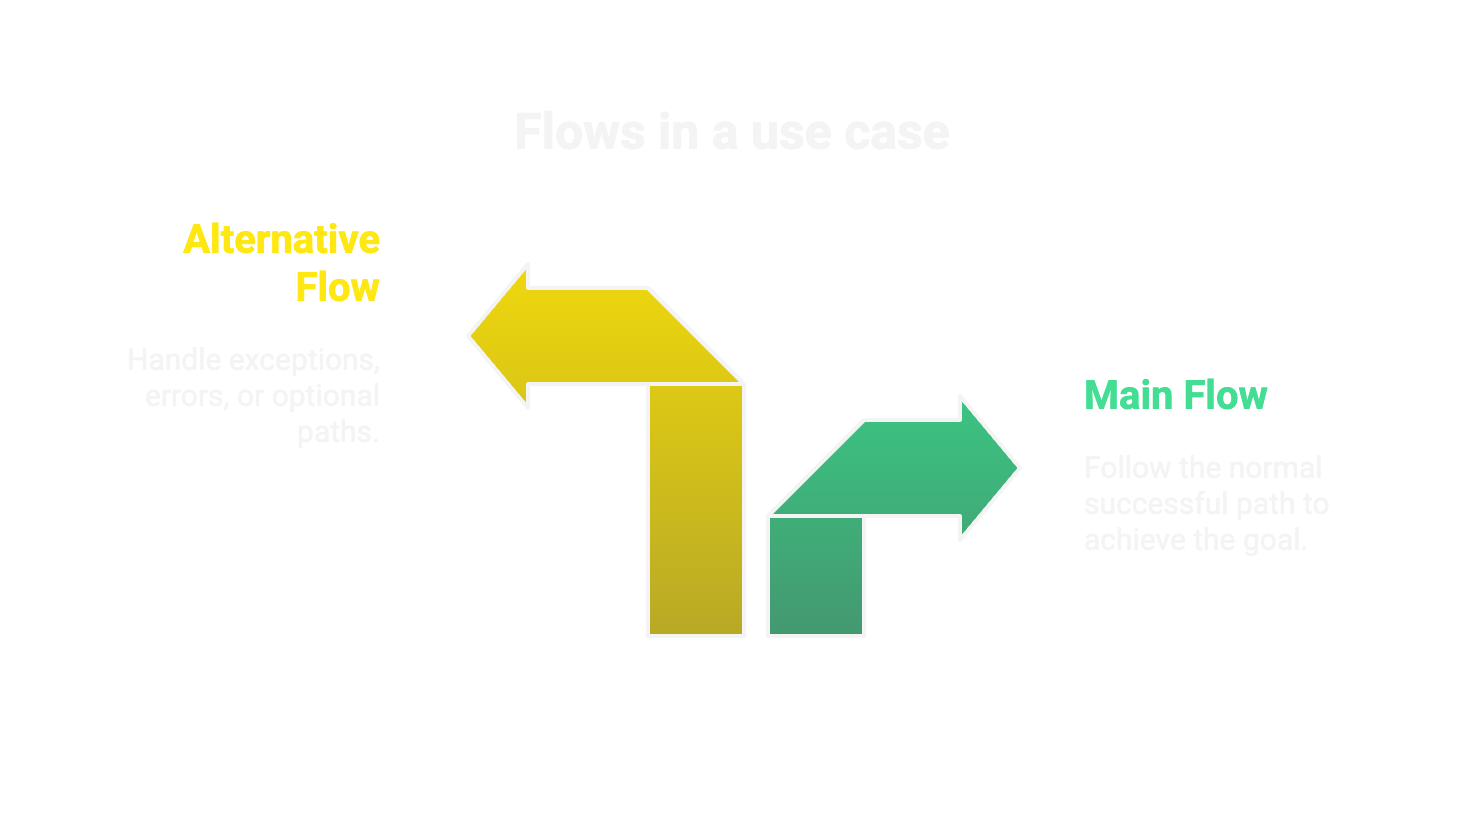 Flows in a use case
Alternative
Flow
Handle exceptions,
errors, or optional
paths.
Main Flow
Follow the normal
successful path to
achieve the goal.